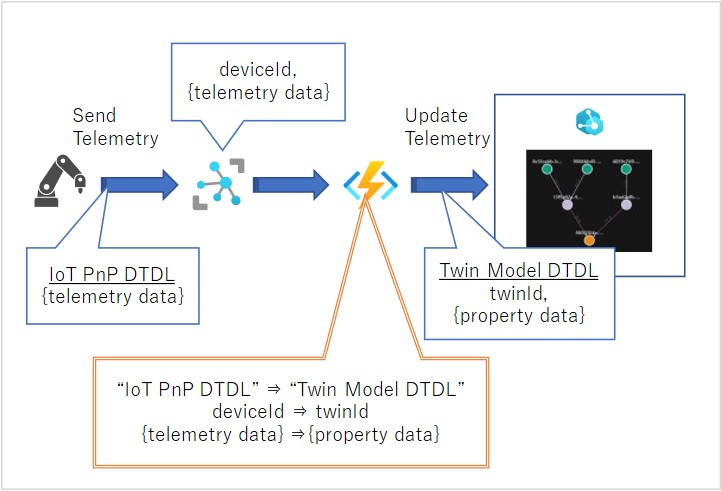 deviceId,
{telemetry data}
Send
Telemetry
Update
Telemetry
IoT PnP DTDL
{telemetry data}
Twin Model DTDL
twinId,
{property data}
“IoT PnP DTDL” ⇒ “Twin Model DTDL”
deviceId ⇒ twinId
{telemetry data} ⇒{property data}